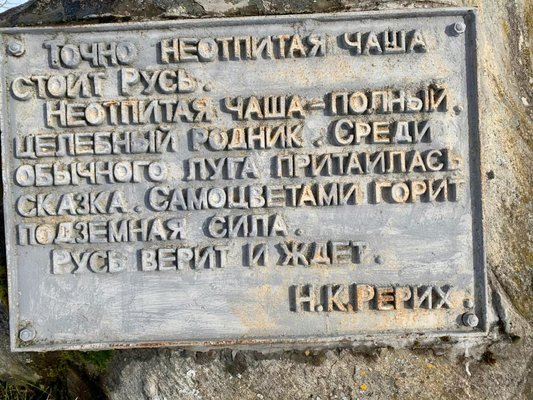 ТОЧНО НЕОТПИТАЯ ЧАША
СТОИТ РУСЬ.
НЕОТПИТАЯ ЧАША=ПОЛНЫЙ,
ЦЕЛЕБНЫЙ РОДНИК. СРЕДИ
ОБЫЧНОГО ЛУГА ПРИТАИЛАСЬ
СКАЗКА. САМОЦВЕТАМИ ГОРИТ
ПОДЗЕМНАЯ СИЛА.
РУСЬ ВЕРИТ И ЖДЕТ.
Н.К.РЕРИХ.